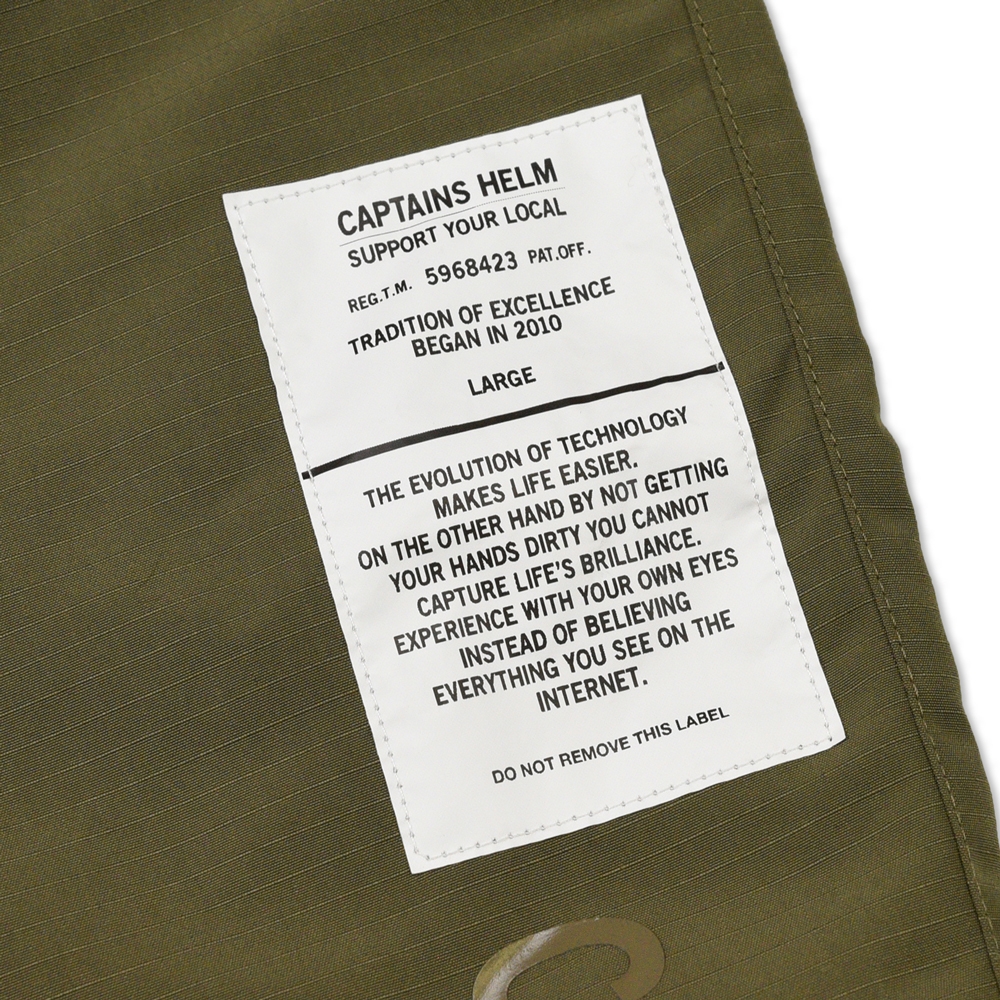 CAPTAINS HELM
SUPPORT YOUR LOCAL
REG.T.M. 5968423 PAT.OFF.
TRADITION OF EXCELLENCE
BEGAN IN 2010
LARGE
THE EVOLUTION OF TECHNOLOGY
MAKES LIFE EASIER.
ON THE OTHER HAND BY NOT GETTING
YOUR HANDS DIRTY YOU CANNOT
CAPTURE LIFE'S BRILLIANCE.
EXPERIENCE WITH YOUR OWN EYES
INSTEAD OF BELIEVING
EVERYTHING YOU SEE ON THE
INTERNET.
DO NOT REMOVE THIS LABEL